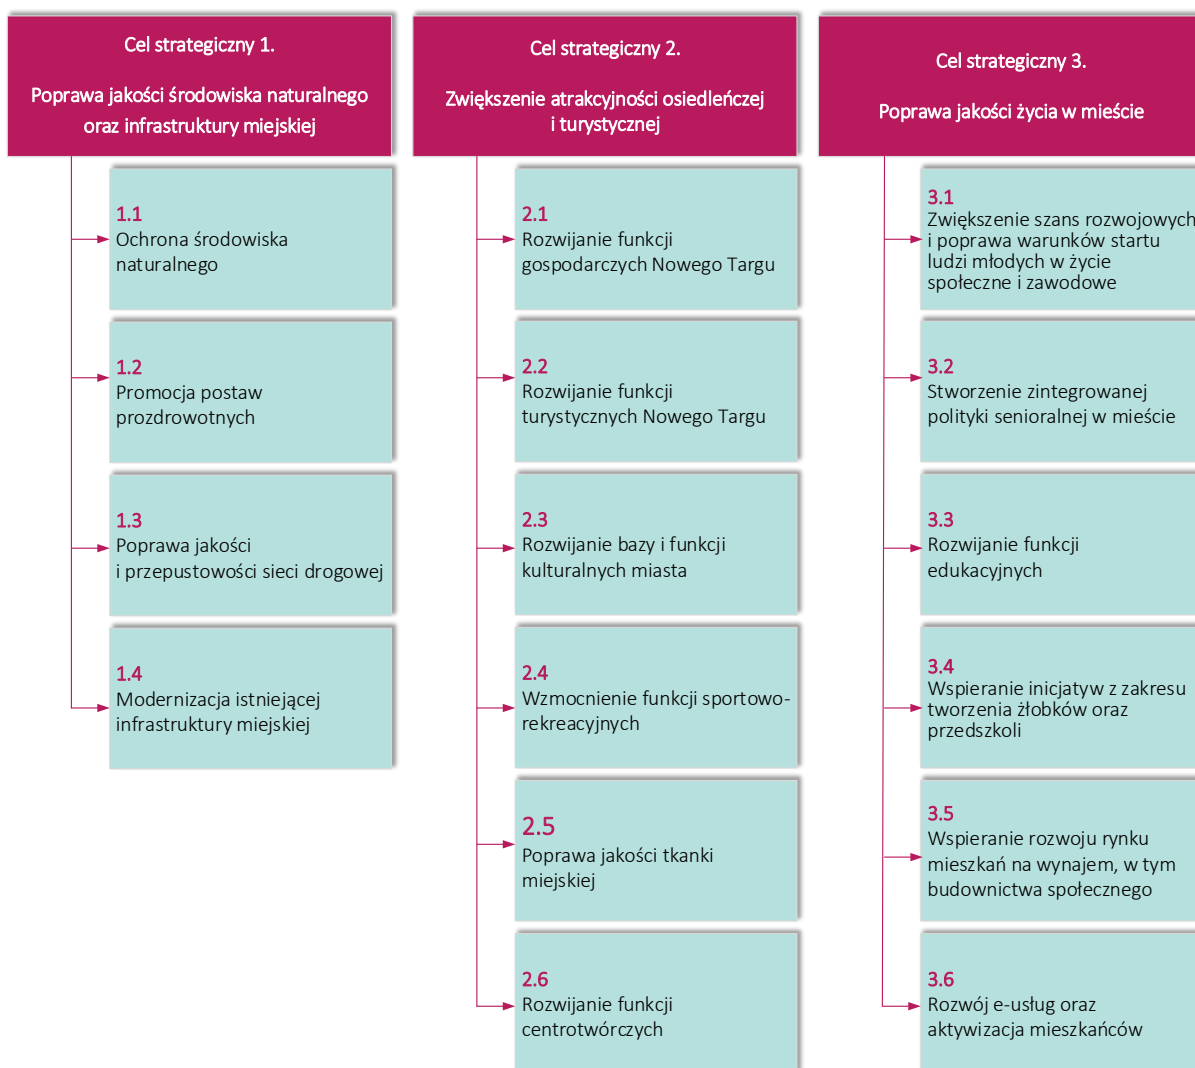 Cel strategiczny 1.
Poprawa jakości środowiska naturalnego
oraz infrastruktury miejskiej
1.1
Ochrona środowiska
naturalnego
1.2
Promocja postaw
prozdrowotnych
1.3
Poprawa jakości
i przepustowości sieci drogowej
1.4
Modernizacja istniejącej
infrastruktury miejskiej
Cel strategiczny 2.
Zwiększenie atrakcyjności osiedleńczej
i turystycznej
2.1
Rozwijanie funkcji
gospodarczych Nowego Targu
2.2
Rozwijanie funkcji
turystycznych Nowego Targu
2.3
Rozwijanie bazy i funkcji
kulturalnych miasta
2.4
Wzmocnienie funkcji sportowo-
rekreacyjnych
2.5
Poprawa jakości tkanki
miejskiej
2.6
Rozwijanie funkcji
centrotwórczych
Cel strategiczny 3.
Poprawa jakości życia w mieście
3.1
Zwiększenie szans rozwojowych
i poprawa warunków startu
ludzi młodych w życie
społeczne i zawodowe
3.2
Stworzenie zintegrowanej
polityki senioralnej w mieście
3.3
Rozwijanie funkcji
edukacyjnych
3.4
Wspieranie inicjatyw z zakresu
tworzenia żłobków oraz
przedszkoli
3.5
Wspieranie rozwoju rynku
mieszkań na wynajem, w tym
budownictwa społecznego
3.6
Rozwój e-usług oraz
aktywizacja mieszkańców